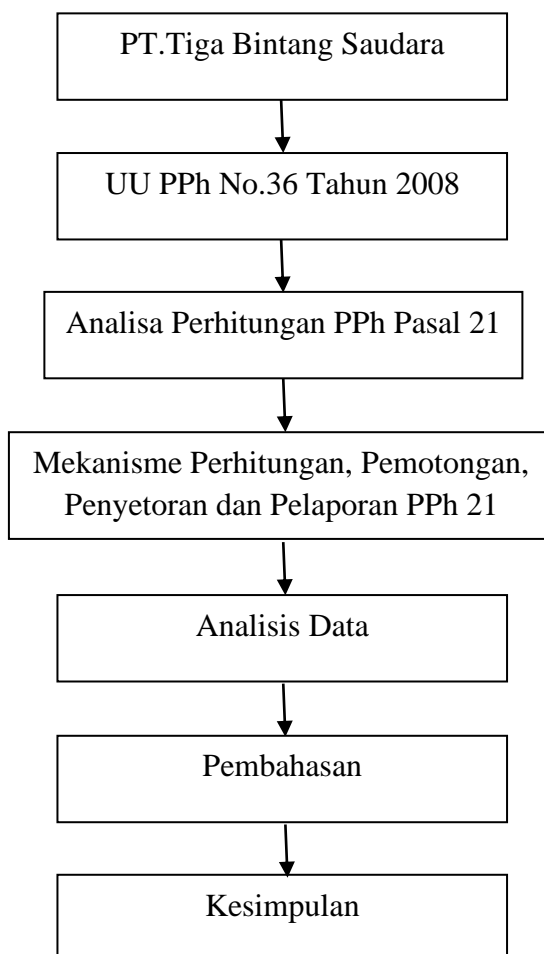 PT.Tiga Bintang Saudara
UU PPh No.36 Tahun 2008
Analisa Perhitungan PPh Pasal 21
Mekanisme Perhitungan, Pemotongan,
Penyetoran dan Pelaporan PPh 21
Analisis Data
Pembahasan
Kesimpulan